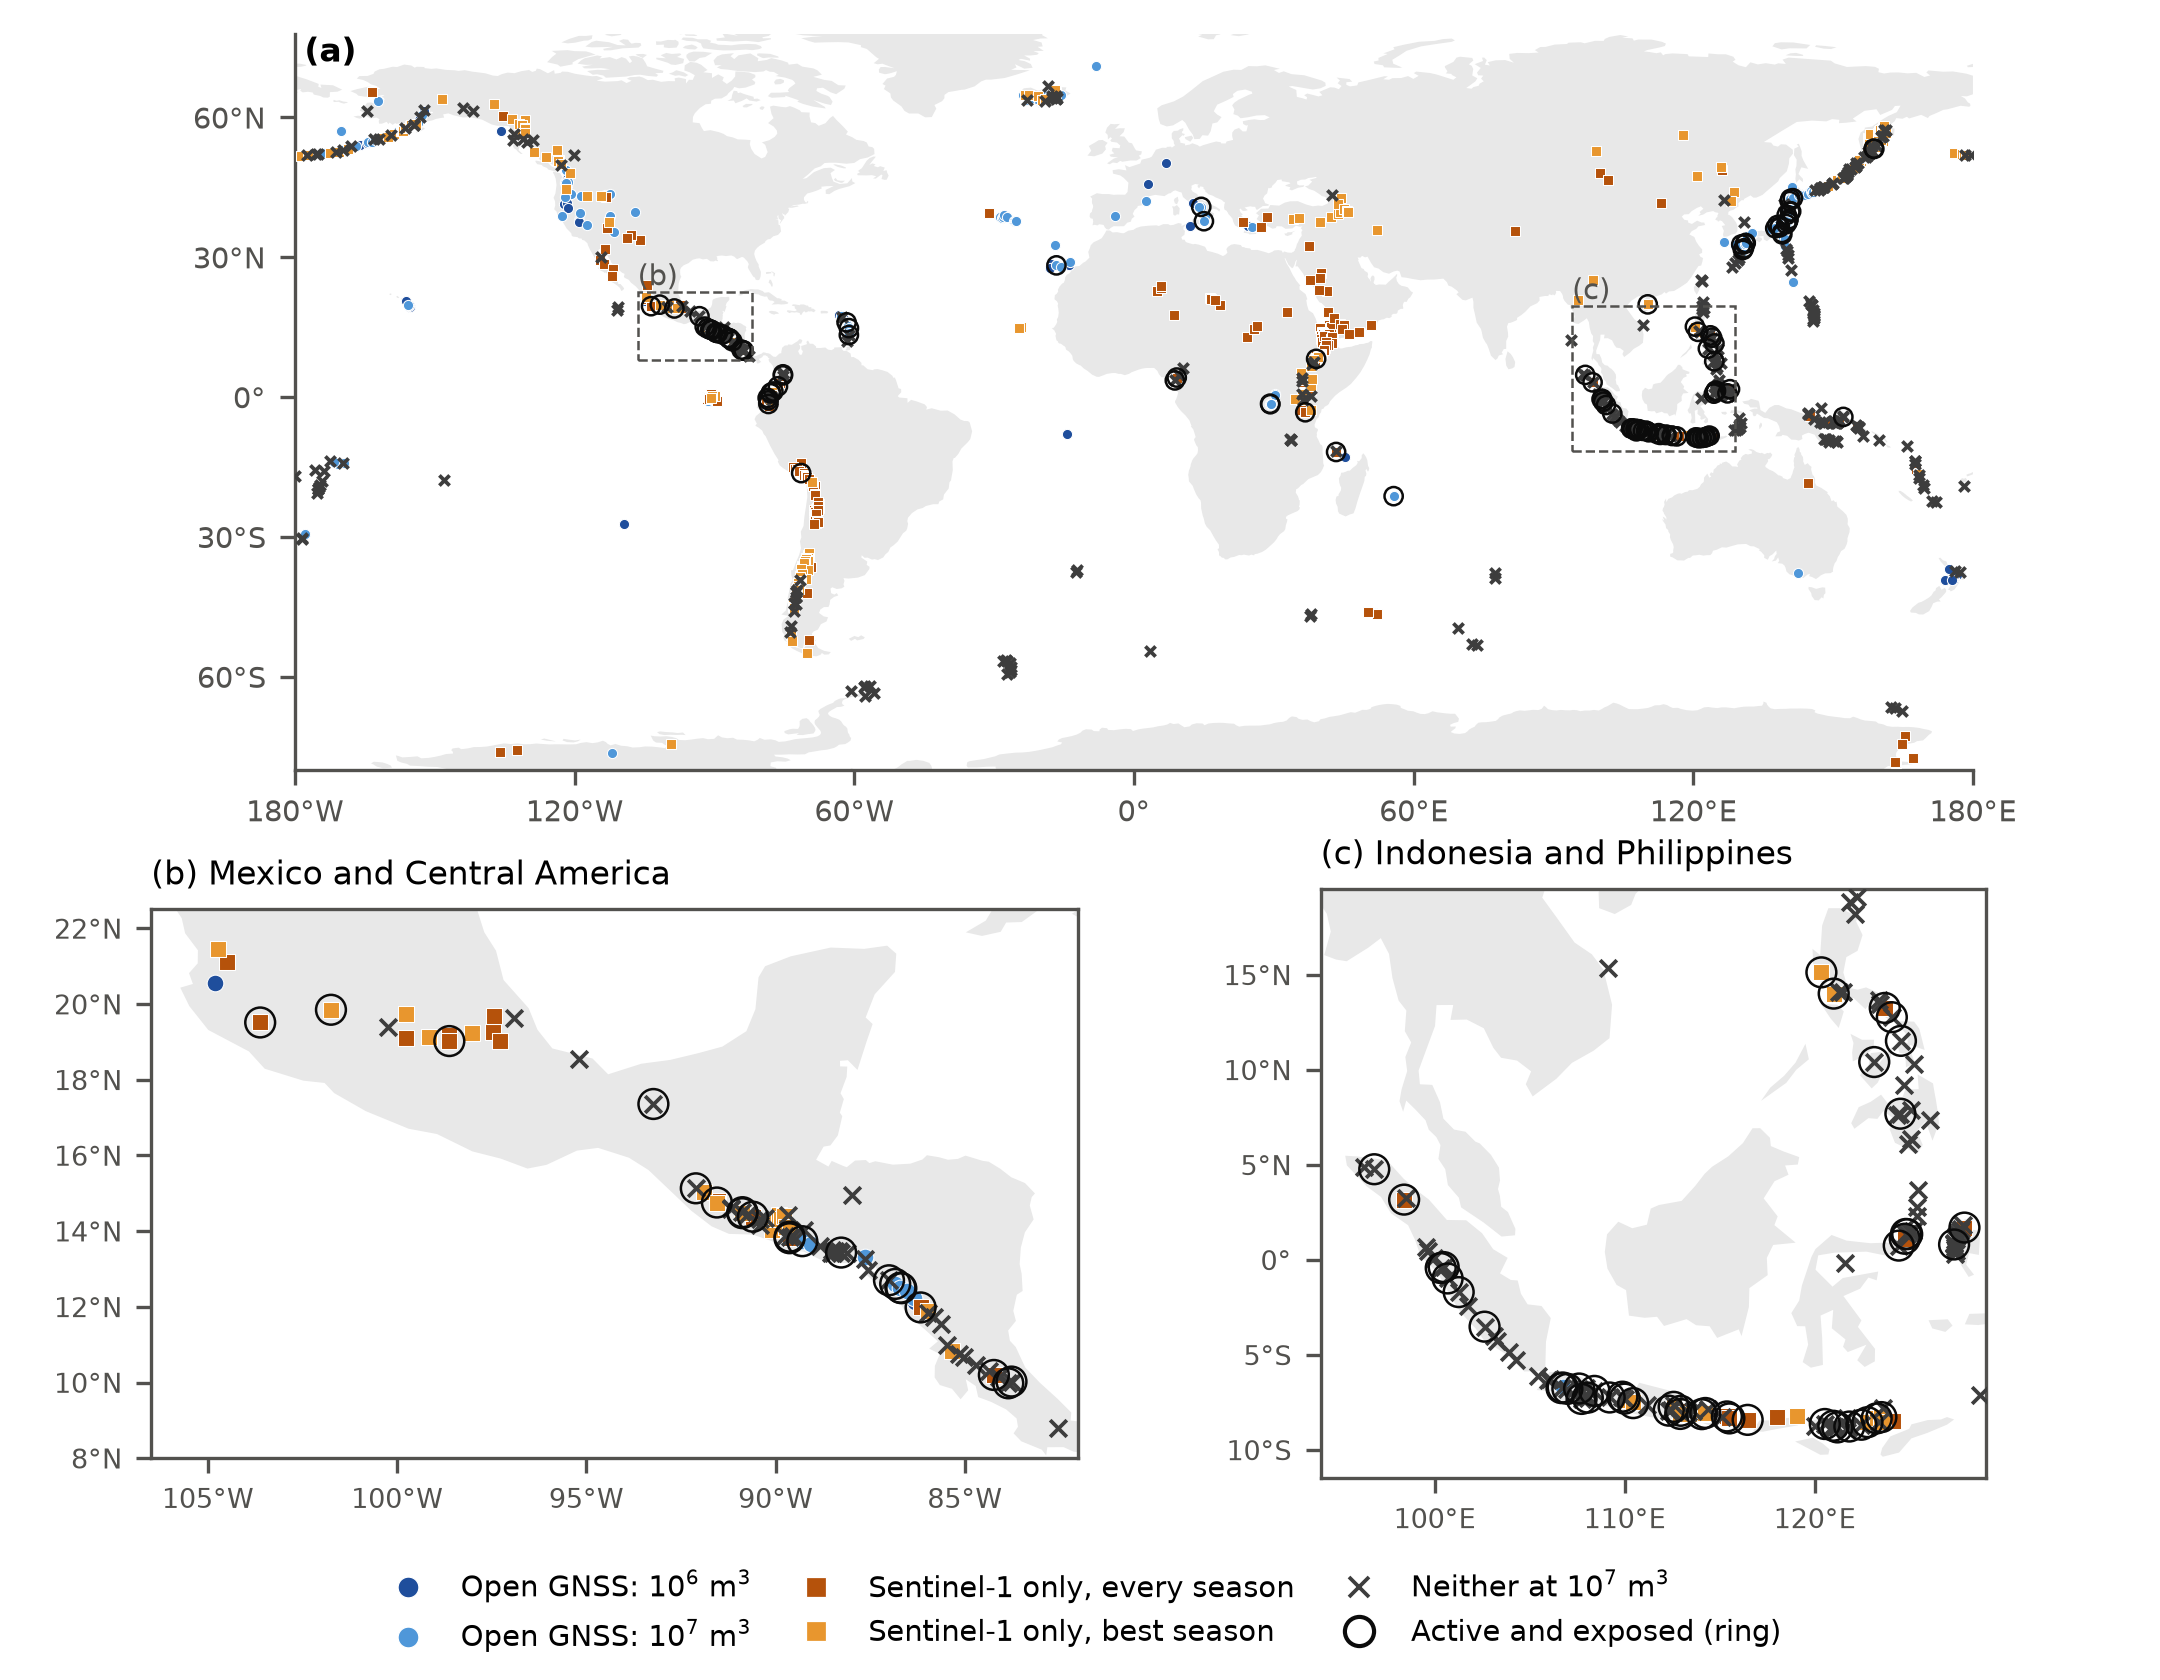 (a)
60°N
30°N
0°
30°S
60°S
(b)
(c)
180°W 120°W 60°W 0° 60°E 120°E 180°E
(b) Mexico and Central America
22°N
20°N
18°N
16°N
14°N
12°N
10°N
8°N
105°W 100°W 95°W 90°W 85°W
(c) Indonesia and Philippines
15°N
10°N
5°N
0°
5°S
10°S
100°E 110°E 120°E
Open GNSS: 10⁶ m³
Open GNSS: 10⁷ m³
Sentinel-1 only, every season
Sentinel-1 only, best season
Neither at 10⁷ m³
Active and exposed (ring)